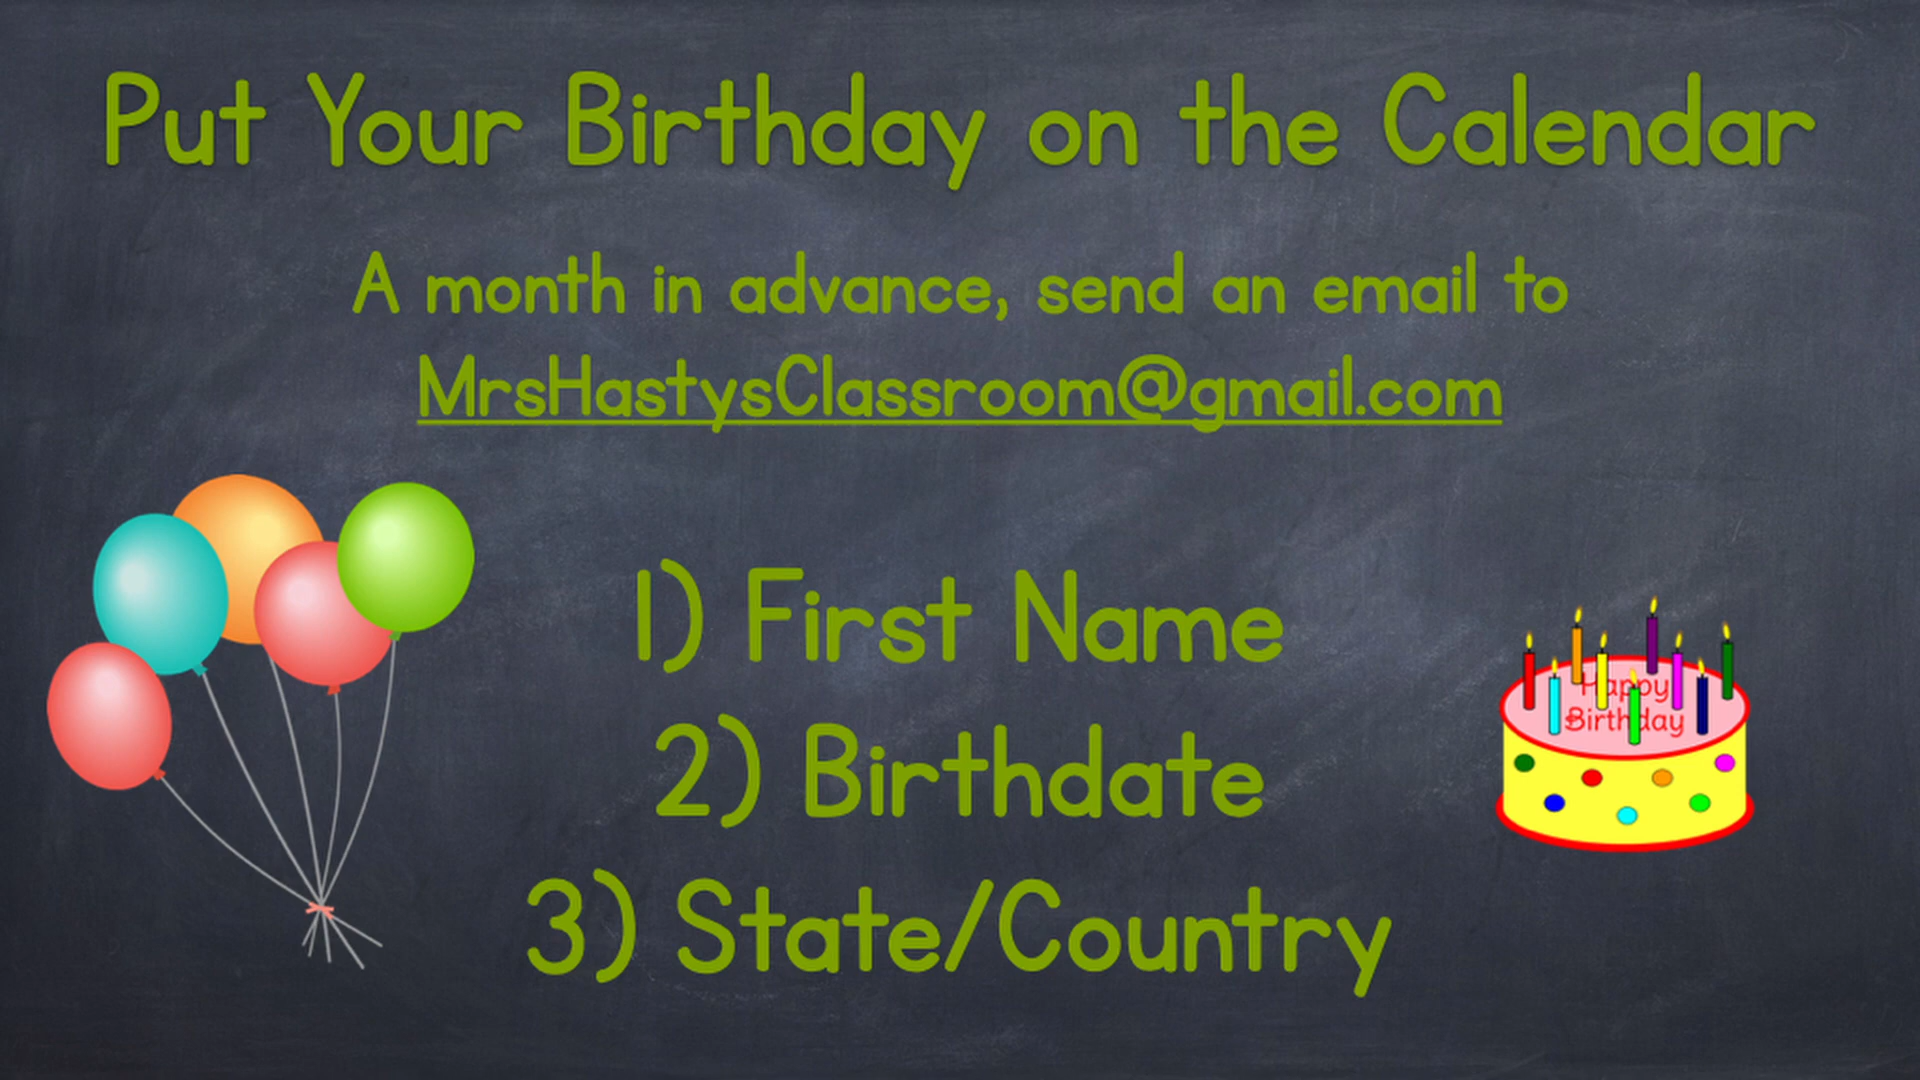 Put Your Birthday on the Calendar
A month in advance, send an email to
MrsHastysClassroom@gmail.com
1) First Name
2) Birthdate
3) State/Country
Happy
Birthday